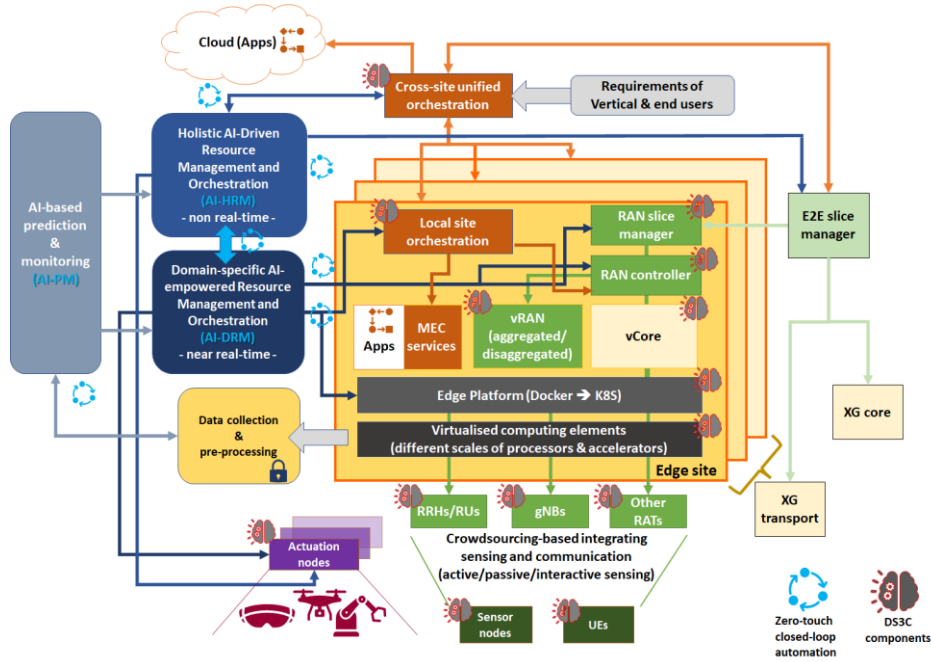 Cloud (Apps)
Cross-site unified
orchestration
Requirements of
Vertical & end users
Holistic AI-Driven
Resource
Management and
Orchestration
(AI-HRM)
- non real-time -
AI-based
prediction
&
monitoring
(AI-PM)
Domain-specific AI-
empowered Resource
Management and
Orchestration
(AI-DRM)
- near real-time -
Local site
orchestration
RAN slice
manager
RAN controller
E2E slice
manager
Apps
MEC
services
vRAN
(aggregated/
disaggregated)
vCore
Edge Platform (Docker → K8S)
Virtualised computing elements
(different scales of processors & accelerators)
Edge site
Data collection
&
pre-processing
XG core
XG
transport
RRHs/RUs
gNBs
Other
RATs
Crowdsourcing-based integrating
sensing and communication
(active/passive/interactive sensing)
Actuation
nodes
Sensor
nodes
UEs
Zero-touch
closed-loop
automation
DS3C
components